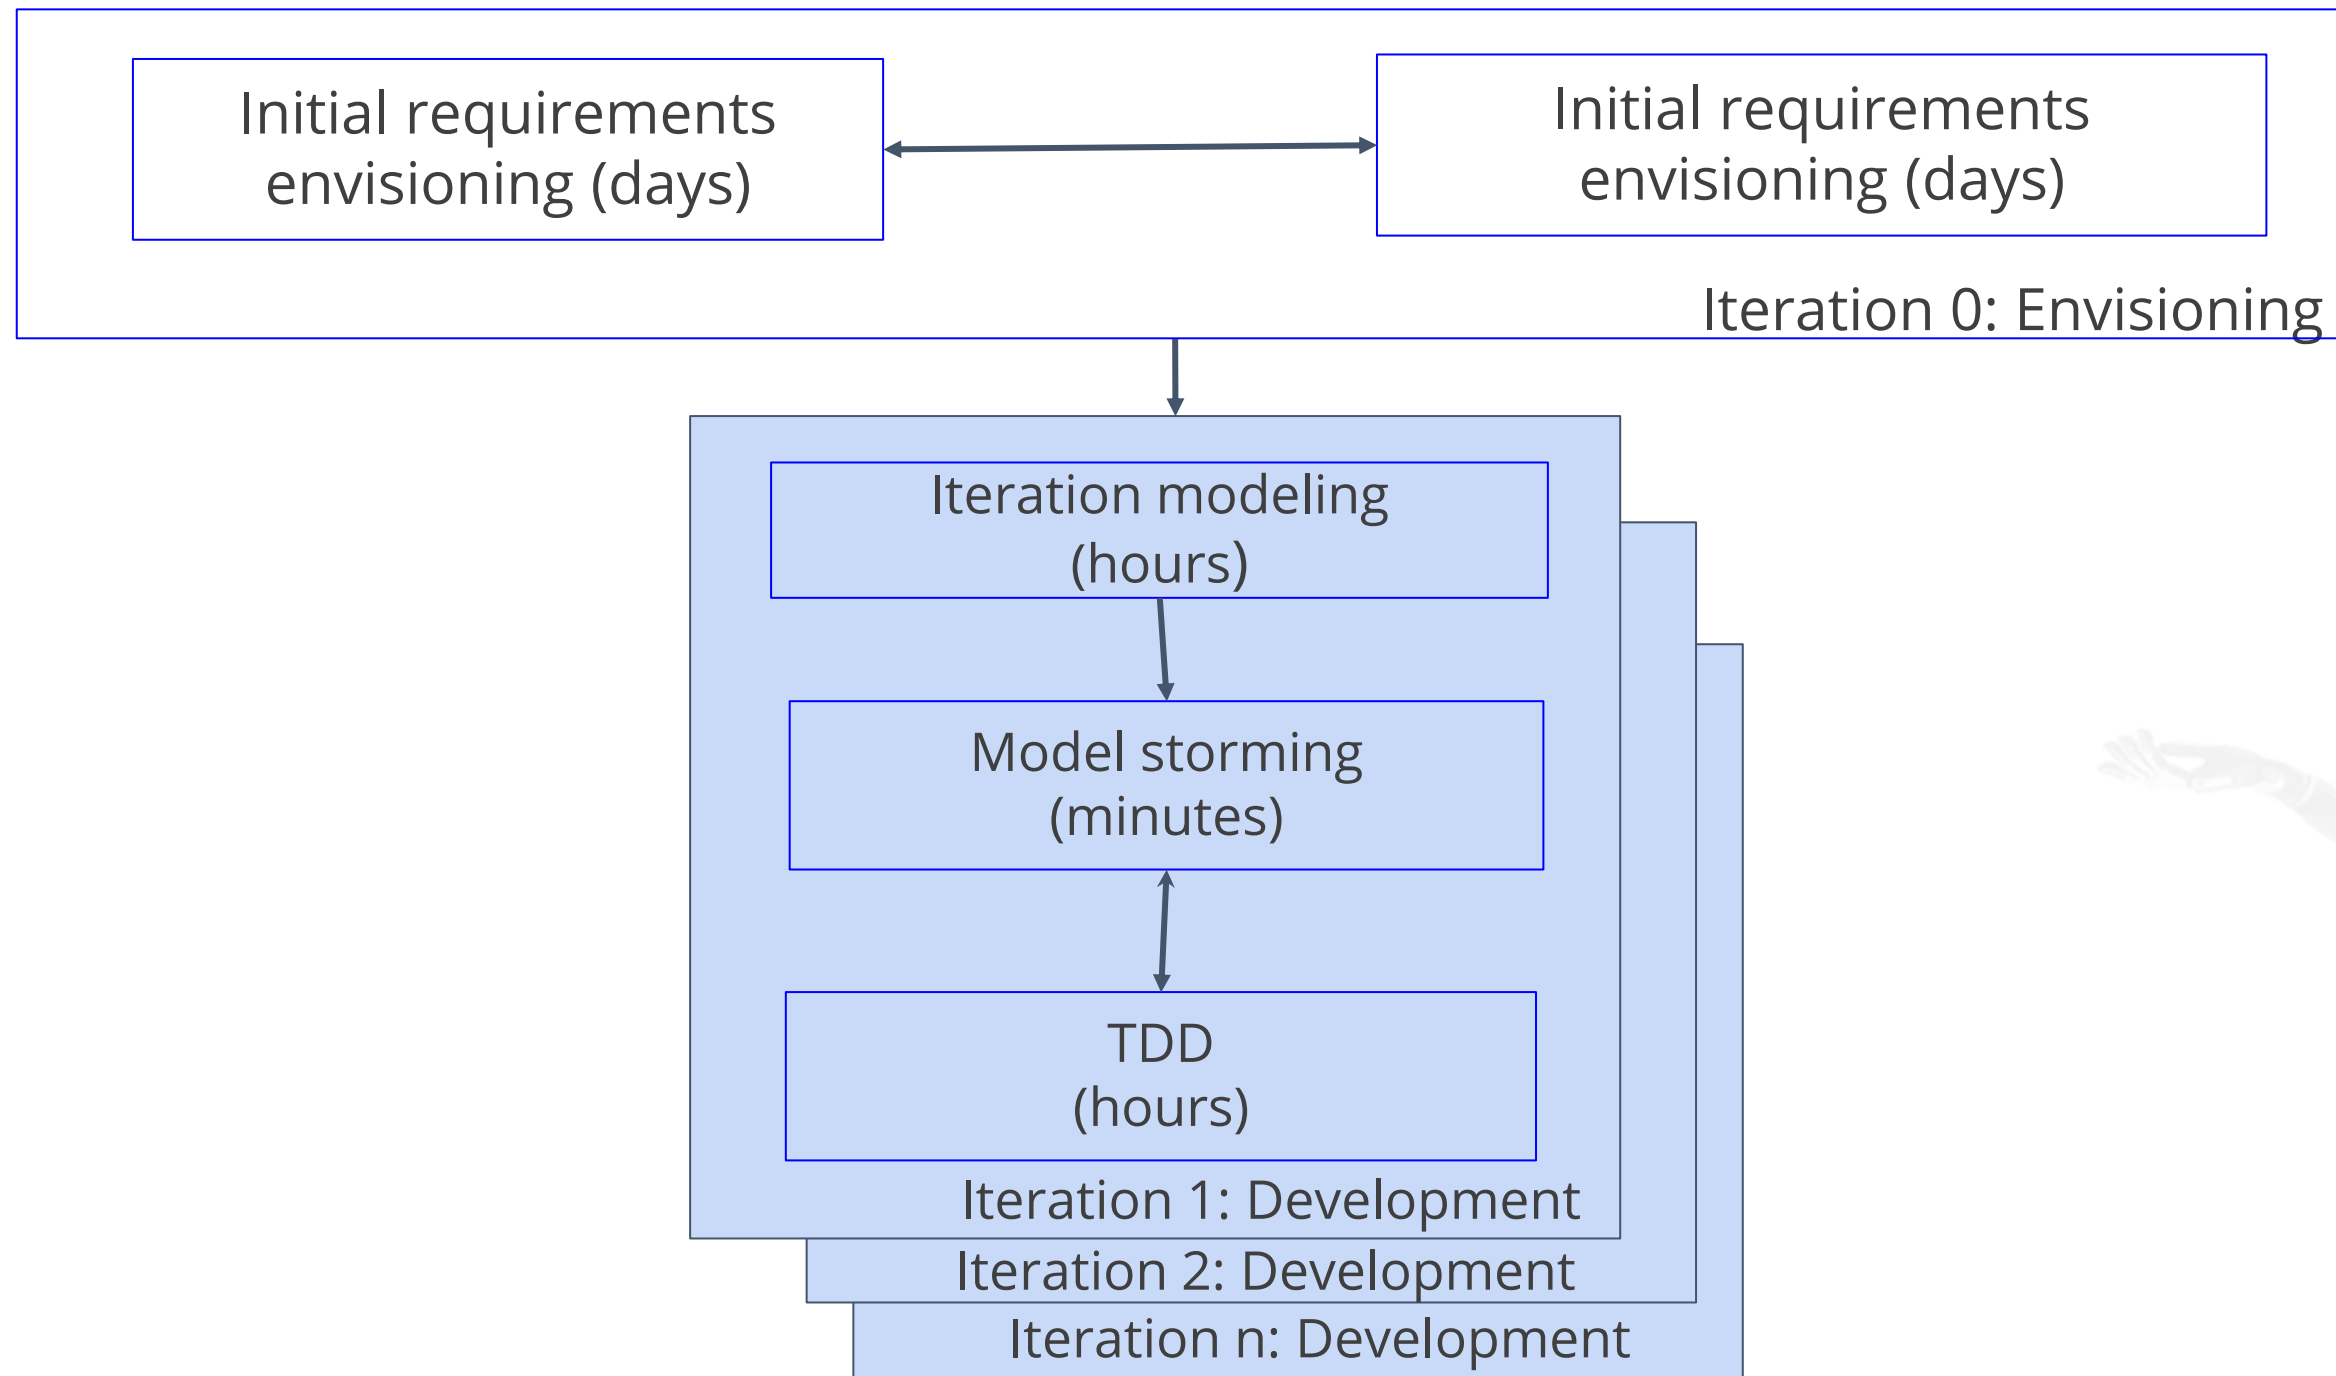 Initial requirements
envisioning (days)
Initial requirements
envisioning (days)
Iteration 0: Envisioning
Iteration modeling
(hours)
Model storming
(minutes)
TDD
(hours)
Iteration 1: Development
Iteration 2: Development
Iteration n: Development